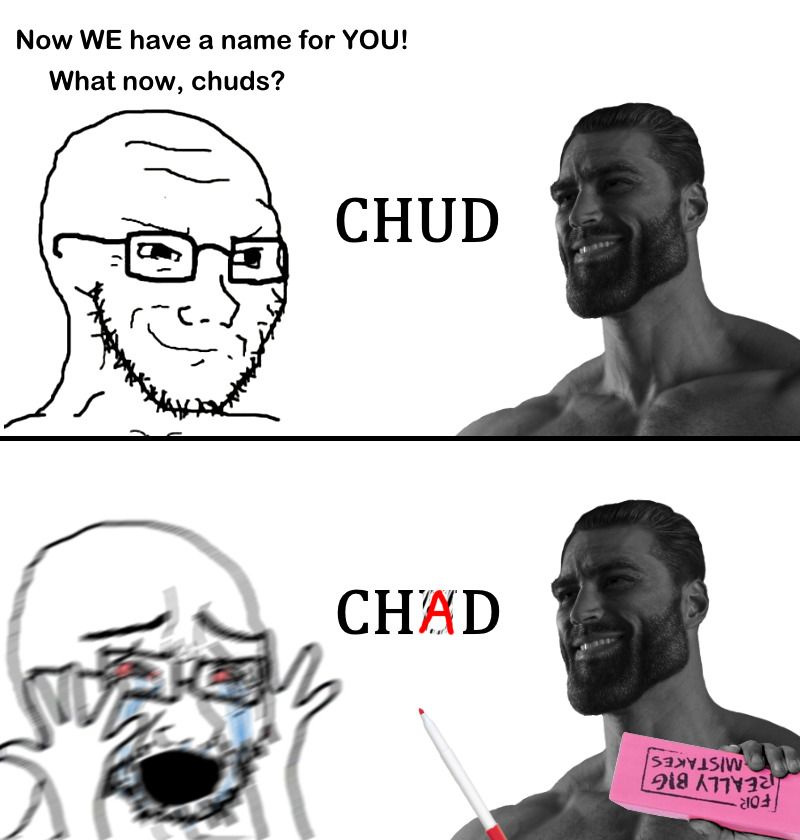 Now WE have a name for YOU!
What now, chuds?
CHUD
CHAD
FOR
REALLY BIG
MISTAKES